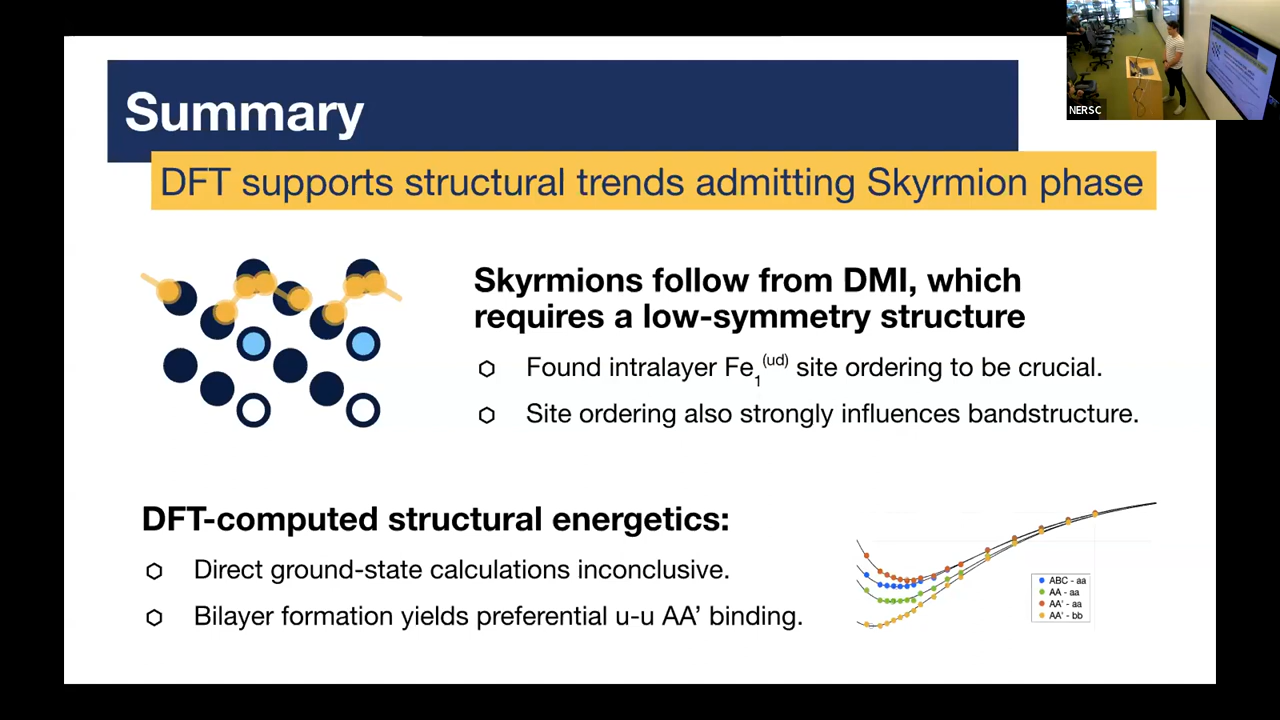 Summary
DFT supports structural trends admitting Skyrmion phase
NERSC
Skyrmions follow from DMI, which
requires a low-symmetry structure
Found intralayer Fe₁⁽ᵘᵈ⁾ site ordering to be crucial.
Site ordering also strongly influences bandstructure.
DFT-computed structural energetics:
Direct ground-state calculations inconclusive.
Bilayer formation yields preferential u-u AA’ binding.
ABC - aa
AA - aa
AA' - aa
AA' - bb